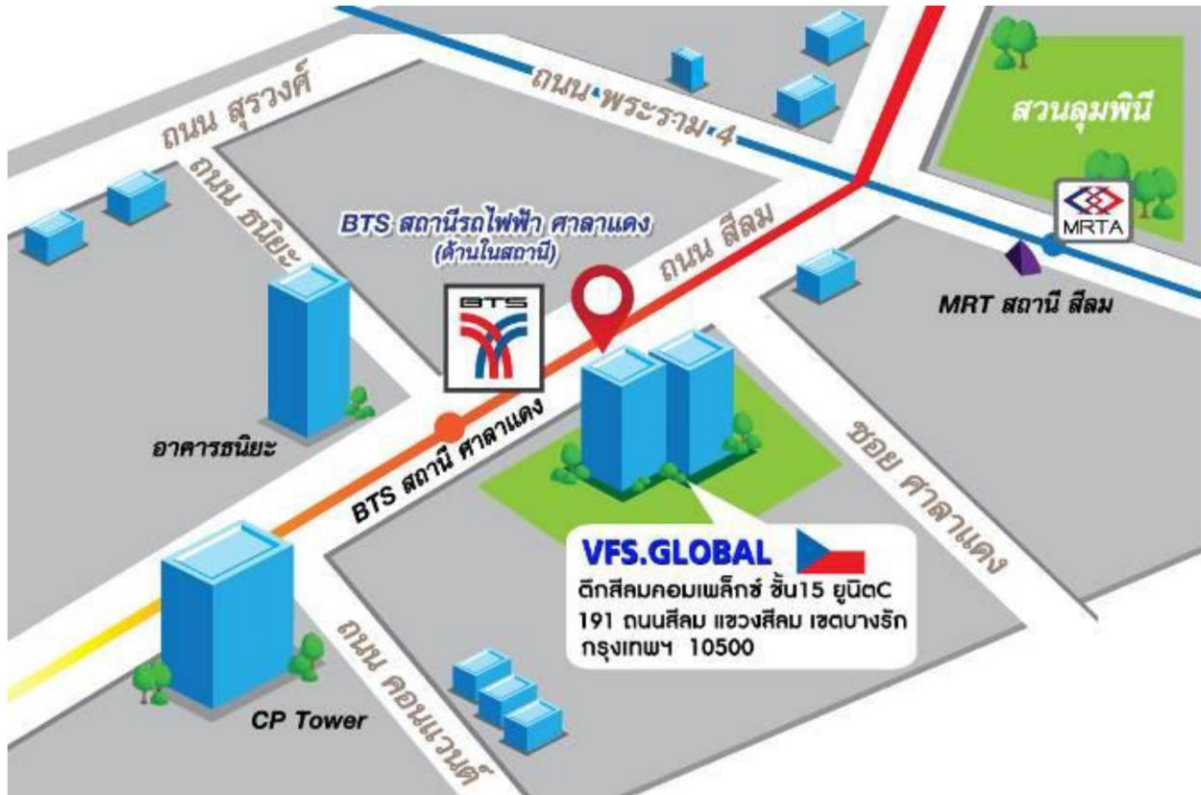 ถนน สุรวงศ์
ถนน พระราม 4
สวนลุมพินี
ถนน ธนิยะ
BTS สถานีรถไฟฟ้า ศาลาแดง
(ด้านในสถานี)
ถนน สีลม
MRTA
BTS
MRT สถานี สีลม
อาคารธนิยะ
BTS สถานี ศาลาแดง
ซอย ศาลาแดง
VFS.GLOBAL
ตึกสีลมคอมเพล็กซ์ ชั้น15 ยูนิตC
191 ถนนสีลม แขวงสีลม เขตบางรัก
กรุงเทพฯ 10500
ถนน คอนแวนต์
CP Tower